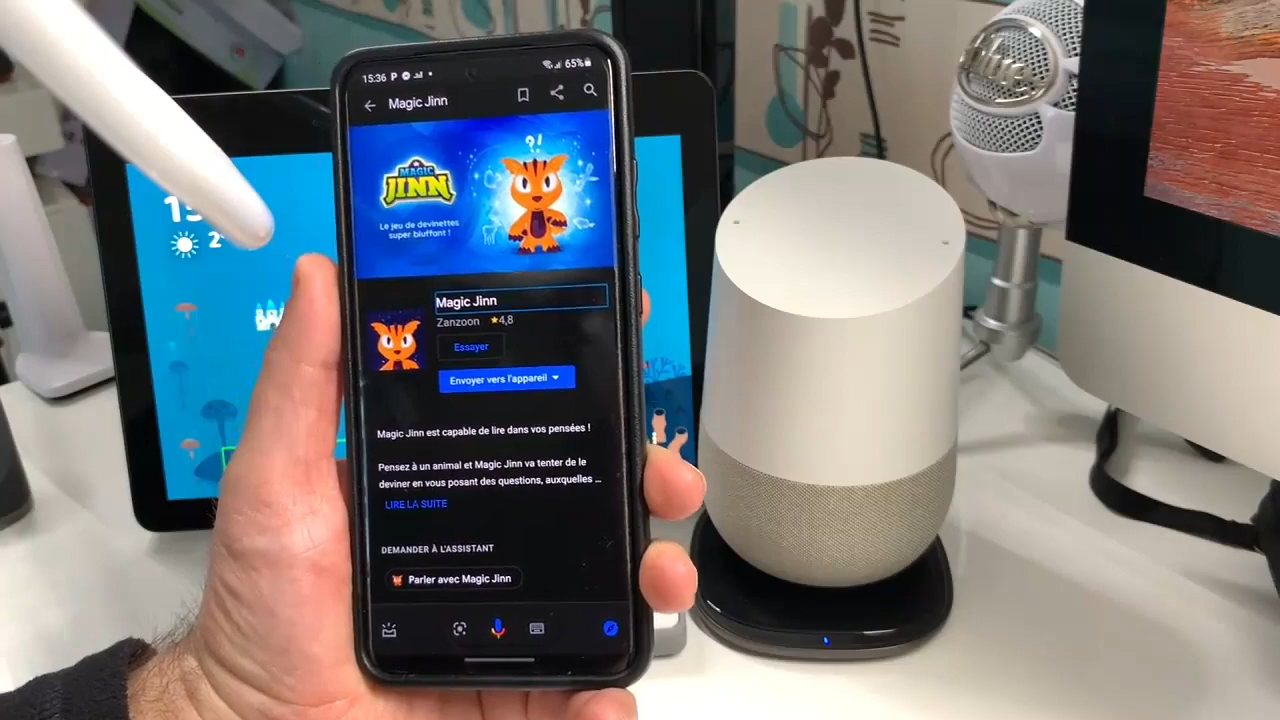 15:36 P
65%
Magic Jinn
MAGIC
JINN
Le jeu de devinettes
super bluffant !
?!
Magic Jinn
Zanzoon ★4,8
Essayer
Envoyer vers l'appareil
Magic Jinn est capable de lire dans vos pensées !
Pensez à un animal et Magic Jinn va tenter de le
deviner en vous posant des questions, auxquelles ...
LIRE LA SUITE
DEMANDER À L'ASSISTANT
Parler avec Magic Jinn
blue